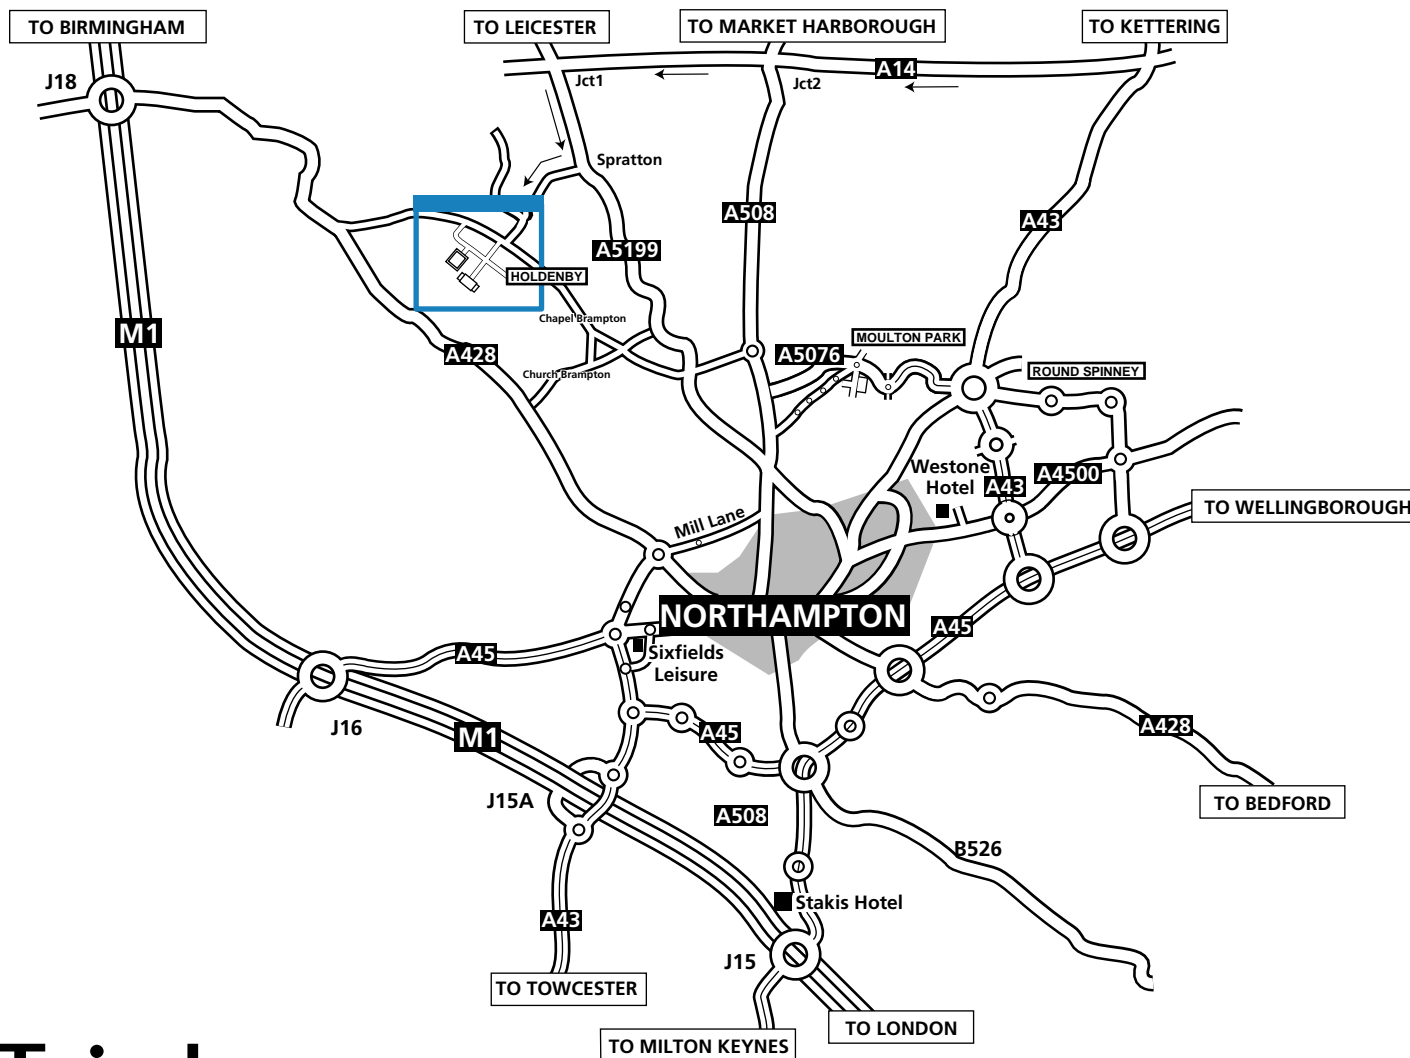 TO BIRMINGHAM
TO LEICESTER
TO MARKET HARBOROUGH
TO KETTERING
J18
Jct1
Jct2
A14
Spratton
A508
A43
A5199
HOLDENBY
Chapel Brampton
M1
A428
A5076
MOULTON PARK
ROUND SPINNEY
Church Brampton
Westone
Hotel
A43
A4500
TO WELLINGBOROUGH
Mill Lane
NORTHAMPTON
A45
A45
Sixfields
Leisure
J16
M1
A45
A428
J15A
A508
TO BEDFORD
B526
Stakis Hotel
A43
J15
TO TOWCESTER
TO LONDON
TO MILTON KEYNES